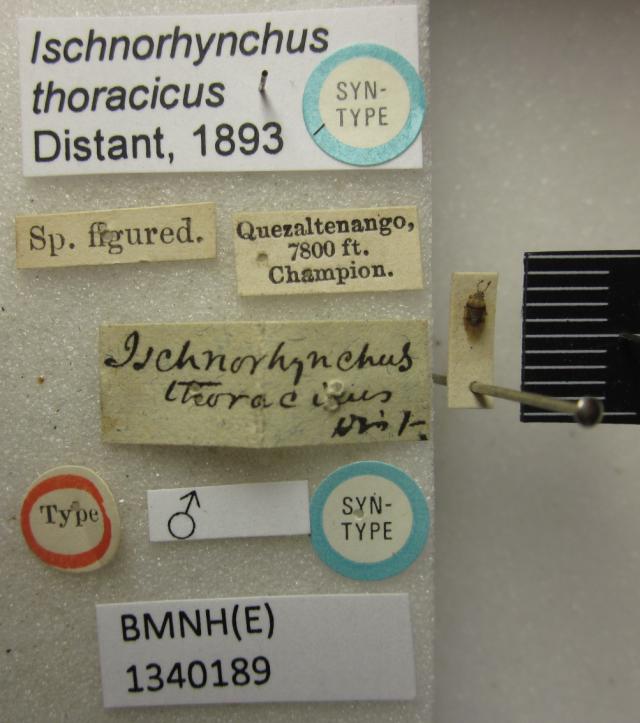 Ischnorhynchus
thoracicus
Distant, 1893
SYN-
TYPE
Sp. figured.
Quezaltenango,
7800 ft.
Champion.
Ischnorhynchus
thoracicus
Dist.
Type
♂
SYN-
TYPE
BMNH(E)
1340189